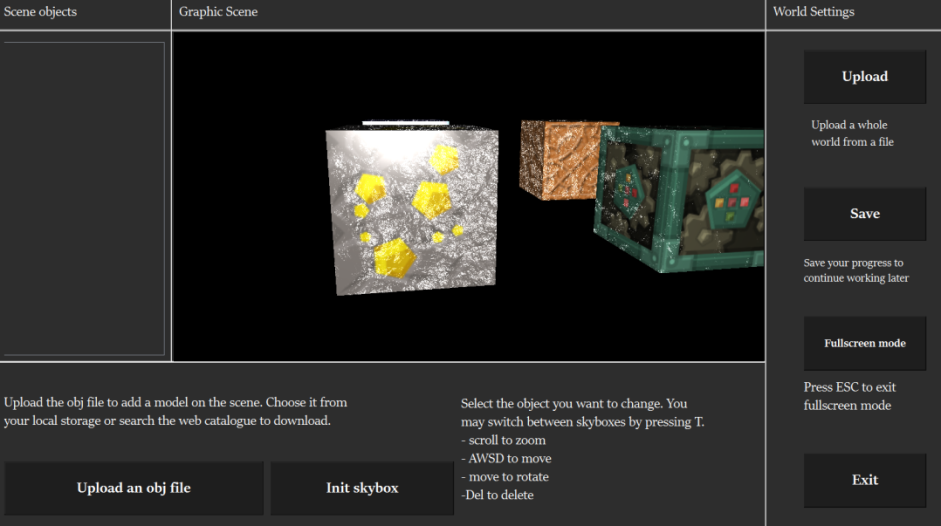 Scene objects
Graphic Scene
World Settings
Upload
Upload a whole
world from a file
Save
Save your progress to
continue working later
Fullscreen mode
Press ESC to exit
fullscreen mode
Exit
Upload the obj file to add a model on the scene. Choose it from
your local storage or search the web catalogue to download.
Upload an obj file
Init skybox
Select the object you want to change. You
may switch between skyboxes by pressing T.
- scroll to zoom
- AWSD to move
- move to rotate
-Del to delete